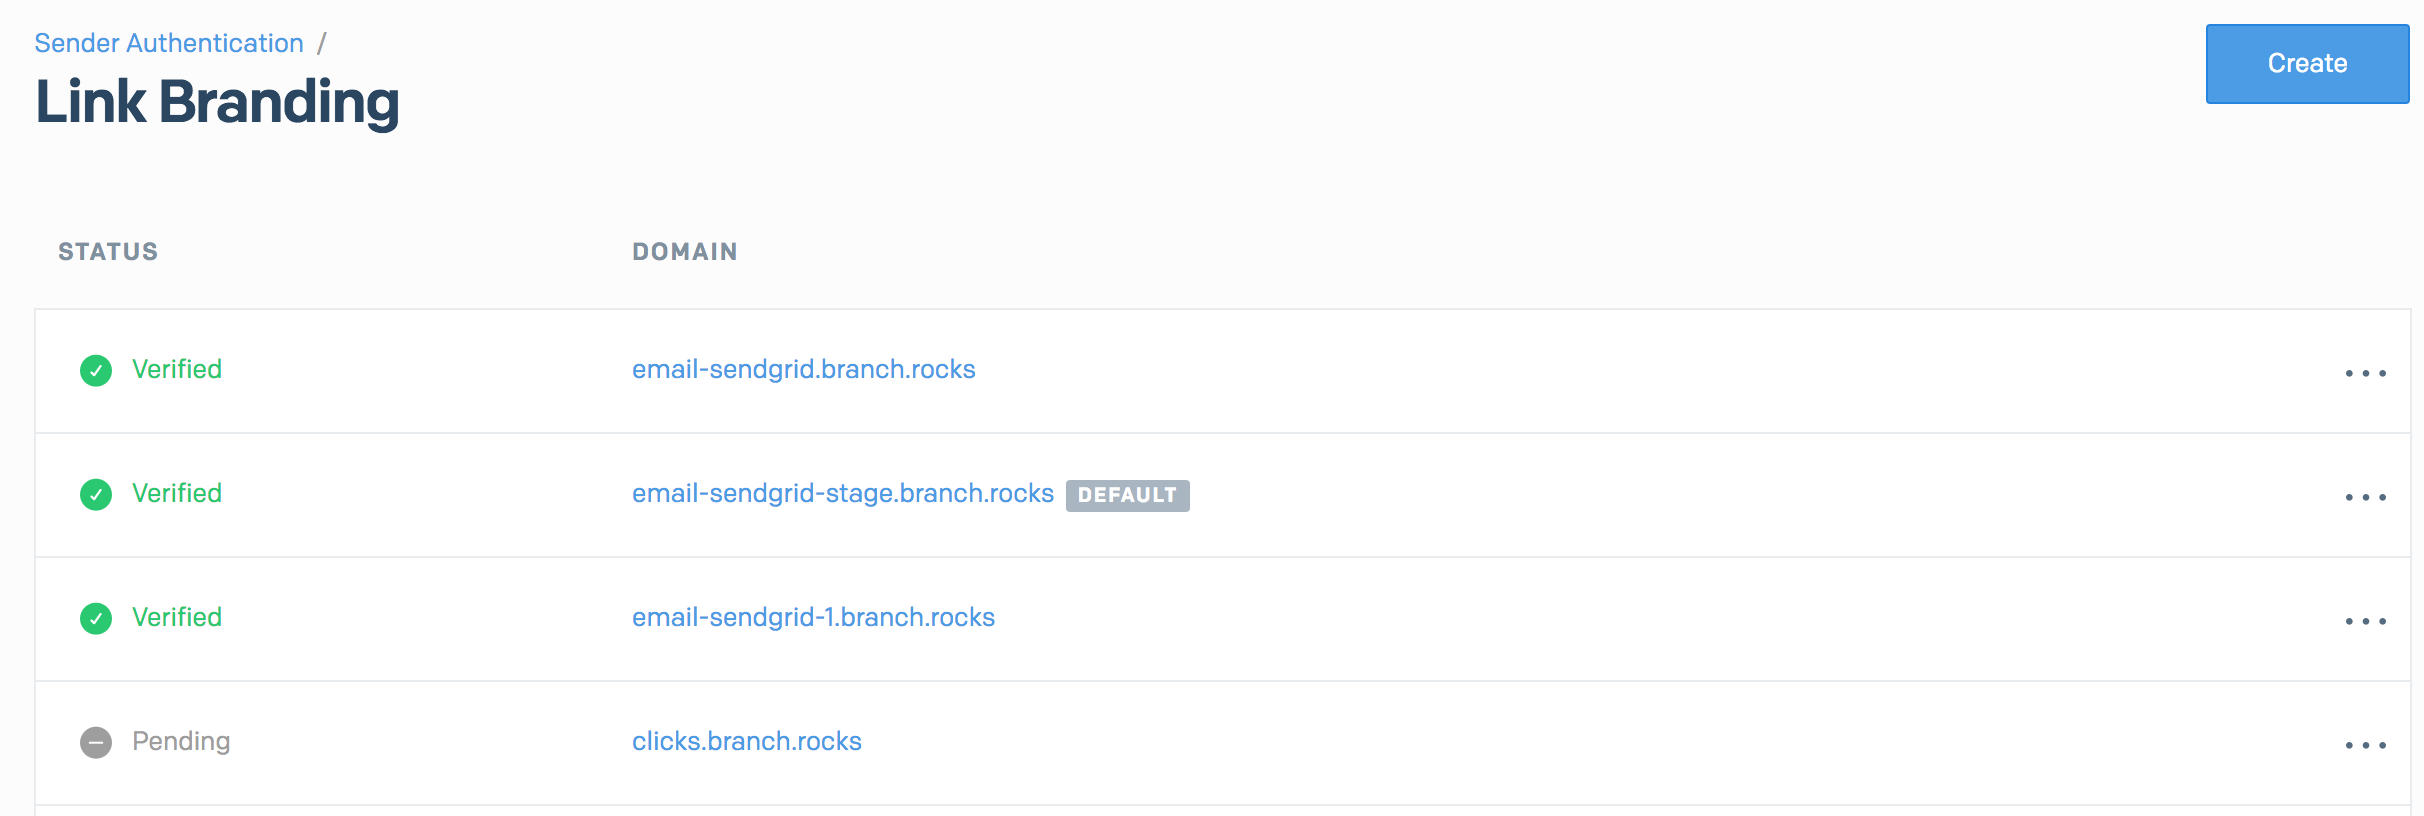 Sender Authentication /
Create
Link Branding
STATUS DOMAIN
Verified email-sendgrid.branch.rocks
Verified email-sendgrid-stage.branch.rocks DEFAULT
Verified email-sendgrid-1.branch.rocks
Pending clicks.branch.rocks